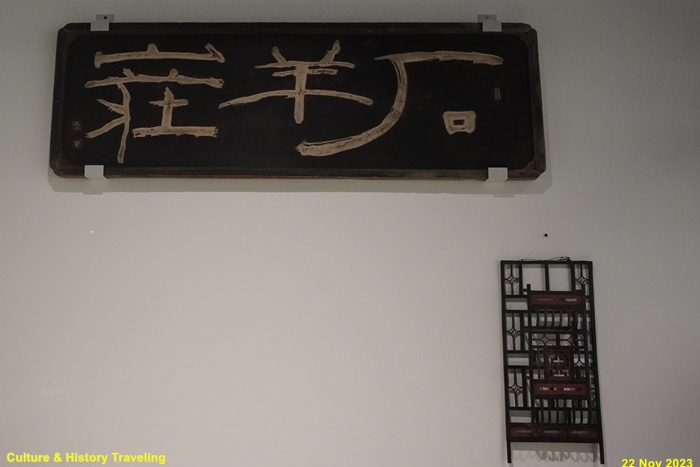 石羊莊
Culture & History Traveling
22 Nov 2023